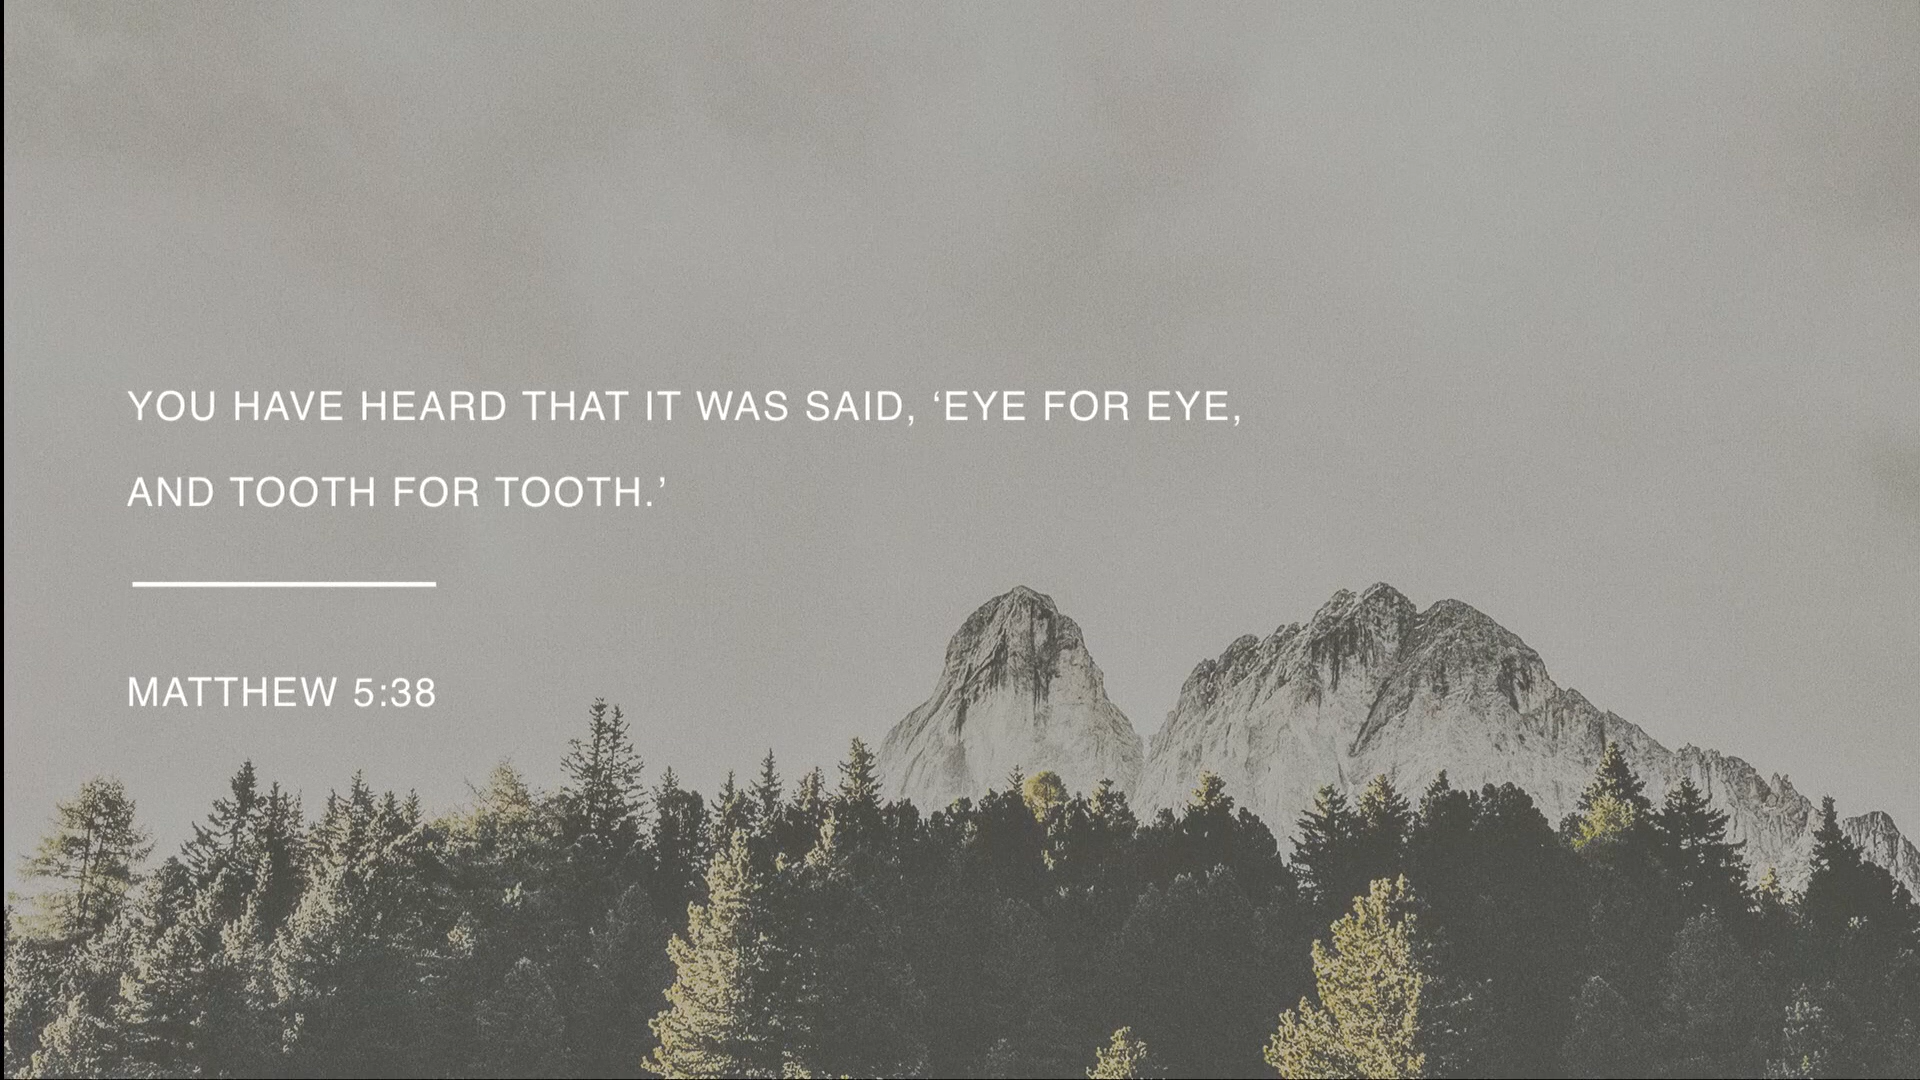 YOU HAVE HEARD THAT IT WAS SAID, ‘EYE FOR EYE,
AND TOOTH FOR TOOTH.’
MATTHEW 5:38